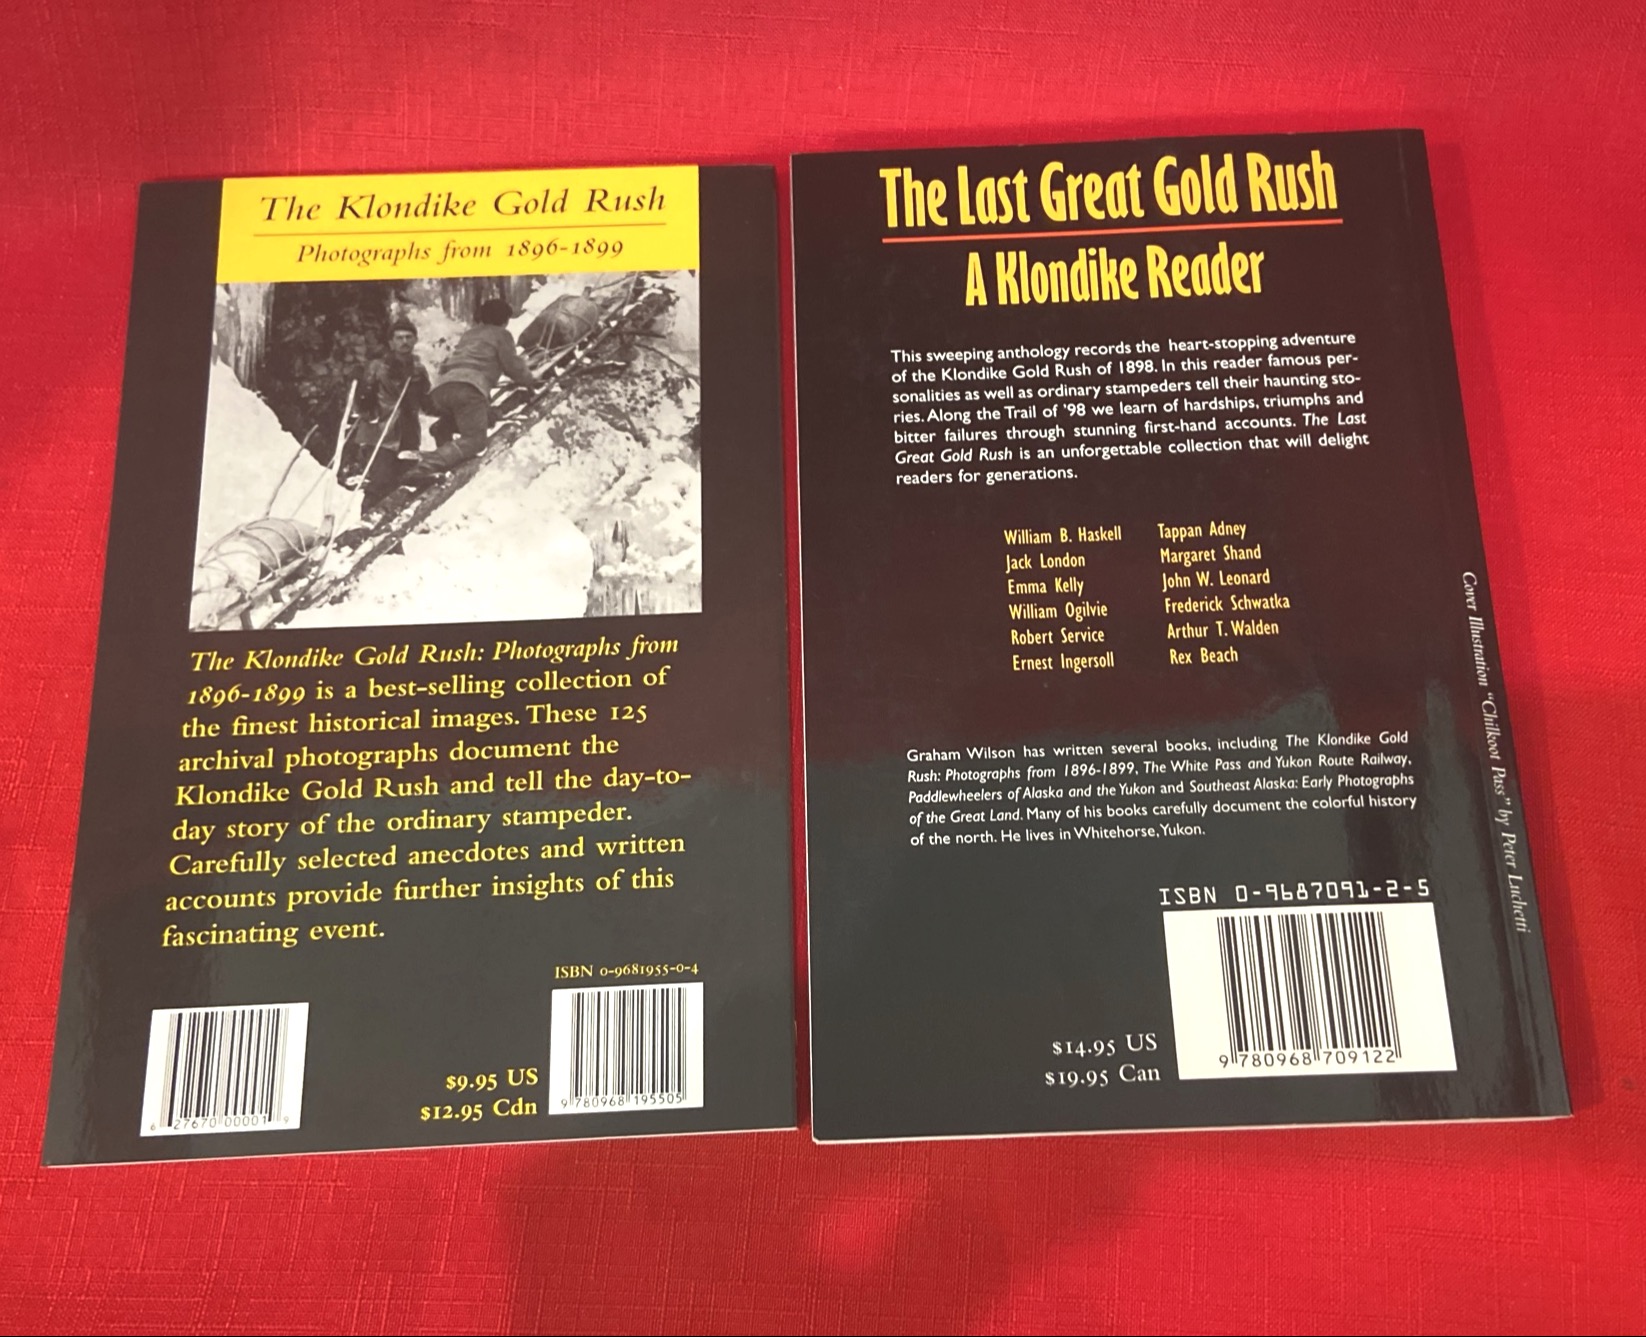 The Klondike Gold Rush
Photographs from 1896-1899
The Klondike Gold Rush: Photographs from
1896-1899 is a best-selling collection of
the finest historical images. These 125
archival photographs document the
Klondike Gold Rush and tell the day-to-
day story of the ordinary stampeder.
Carefully selected anecdotes and written
accounts provide further insights of this
fascinating event.
ISBN 0-9681955-0-4
6 27670 00001 9
$9.95 US
$12.95 Cdn
9 780968 195505
The Last Great Gold Rush
A Klondike Reader
This sweeping anthology records the heart-stopping adventure
of the Klondike Gold Rush of 1898. In this reader famous per-
sonalities as well as ordinary stampeders tell their haunting sto-
ries. Along the Trail of '98 we learn of hardships, triumphs and
bitter failures through stunning first-hand accounts. The Last
Great Gold Rush is an unforgettable collection that will delight
readers for generations.
William B. Haskell
Jack London
Emma Kelly
William Ogilvie
Robert Service
Ernest Ingersoll
Tappan Adney
Margaret Shand
John W. Leonard
Frederick Schwatka
Arthur T. Walden
Rex Beach
Graham Wilson has written several books, including The Klondike Gold
Rush: Photographs from 1896-1899, The White Pass and Yukon Route Railway,
Paddlewheelers of Alaska and the Yukon and Southeast Alaska: Early Photographs
of the Great Land. Many of his books carefully document the colorful history
of the north. He lives in Whitehorse, Yukon.
ISBN 0-9687091-2-5
$14.95 US
$19.95 Can
9 780968 709122
Cover Illustration "Chilkoot Pass" by Peter Luchetti